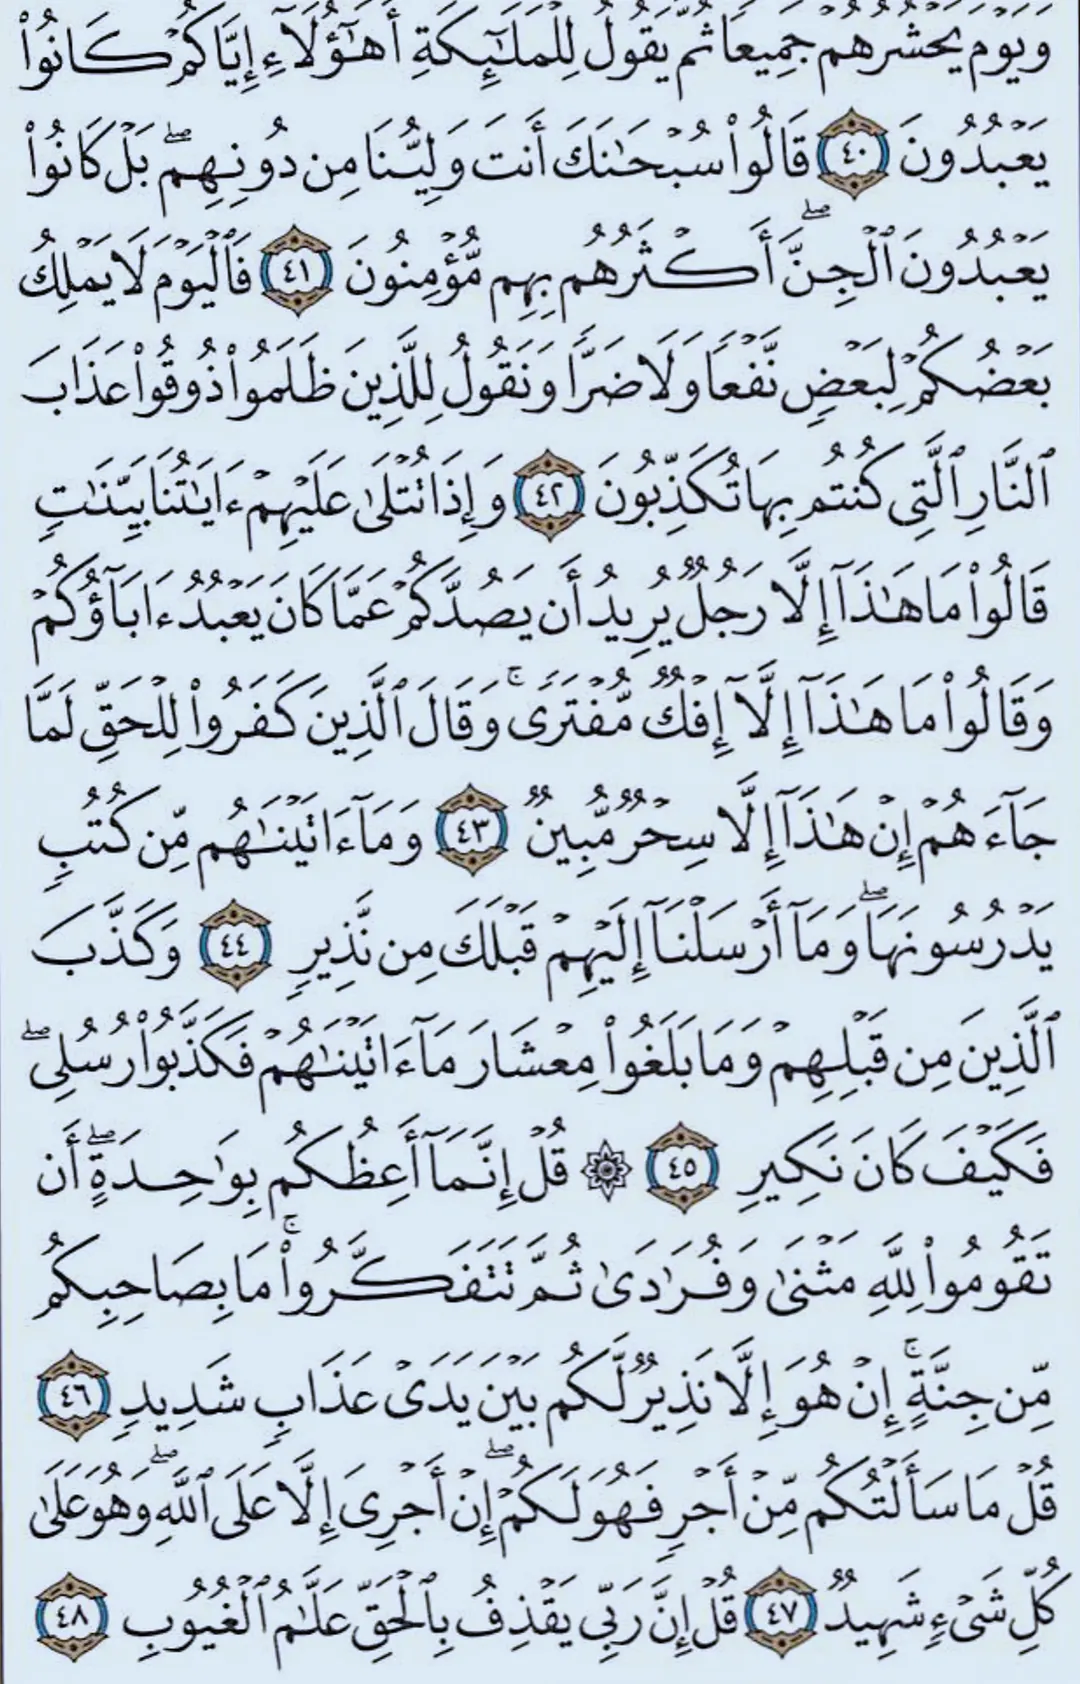 وَيَوْمَ يَحْشُرُهُمْ جَمِيعًا ثُمَّ يَقُولُ لِلْمَلَـٰٓئِكَةِ أَهَـٰٓؤُلَآءِ إِيَّاكُمْ كَانُوا۟
يَعْبُدُونَ ٤٠ قَالُوا۟ سُبْحَـٰنَكَ أَنتَ وَلِيُّنَا مِن دُونِهِم ۖ بَلْ كَانُوا۟
يَعْبُدُونَ ٱلْجِنَّ ۖ أَكْثَرُهُم بِهِم مُّؤْمِنُونَ ٤١ فَٱلْيَوْمَ لَا يَمْلِكُ
بَعْضُكُمْ لِبَعْضٍ نَّفْعًا وَلَا ضَرًّا وَنَقُولُ لِلَّذِينَ ظَلَمُوا۟ ذُوقُوا۟ عَذَابَ
ٱلنَّارِ ٱلَّتِى كُنتُم بِهَا تُكَذِّبُونَ ٤٢ وَإِذَا تُتْلَىٰ عَلَيْهِمْ ءَايَـٰتُنَا بَيِّنَـٰتٍ
قَالُوا۟ مَا هَـٰذَآ إِلَّا رَجُلٌ يُرِيدُ أَن يَصُدَّكُمْ عَمَّا كَانَ يَعْبُدُ ءَابَآؤُكُمْ
وَقَالُوا۟ مَا هَـٰذَآ إِلَّآ إِفْكٌ مُّفْتَرًى ۚ وَقَالَ ٱلَّذِينَ كَفَرُوا۟ لِلْحَقِّ لَمَّا
جَآءَهُمْ إِنْ هَـٰذَآ إِلَّا سِحْرٌ مُّبِينٌ ٤٣ وَمَآ ءَاتَيْنَـٰهُم مِّن كُتُبٍ
يَدْرُسُونَهَا ۖ وَمَآ أَرْسَلْنَآ إِلَيْهِمْ قَبْلَكَ مِن نَّذِيرٍ ٤٤ وَكَذَّبَ
ٱلَّذِينَ مِن قَبْلِهِمْ وَمَا بَلَغُوا۟ مِعْشَارَ مَآ ءَاتَيْنَـٰهُمْ فَكَذَّبُوا۟ رُسُلِى ۖ
فَكَيْفَ كَانَ نَكِيرِ ٤٥ ۞ قُلْ إِنَّمَآ أَعِظُكُم بِوَٰحِدَةٍ ۖ أَن
تَقُومُوا۟ لِلَّهِ مَثْنَىٰ وَفُرَٰدَىٰ ثُمَّ تَتَفَكَّرُوا۟ ۚ مَا بِصَاحِبِكُم
مِّن جِنَّةٍ ۚ إِنْ هُوَ إِلَّا نَذِيرٌ لَّكُم بَيْنَ يَدَىْ عَذَابٍ شَدِيدٍ ٤٦
قُلْ مَا سَأَلْتُكُم مِّنْ أَجْرٍ فَهُوَ لَكُمْ ۖ إِنْ أَجْرِىَ إِلَّا عَلَى ٱللَّهِ ۖ وَهُوَ عَلَىٰ
كُلِّ شَىْءٍ شَهِيدٌ ٤٧ قُلْ إِنَّ رَبِّى يَقْذِفُ بِٱلْحَقِّ عَلَّـٰمُ ٱلْغُيُوبِ ٤٨